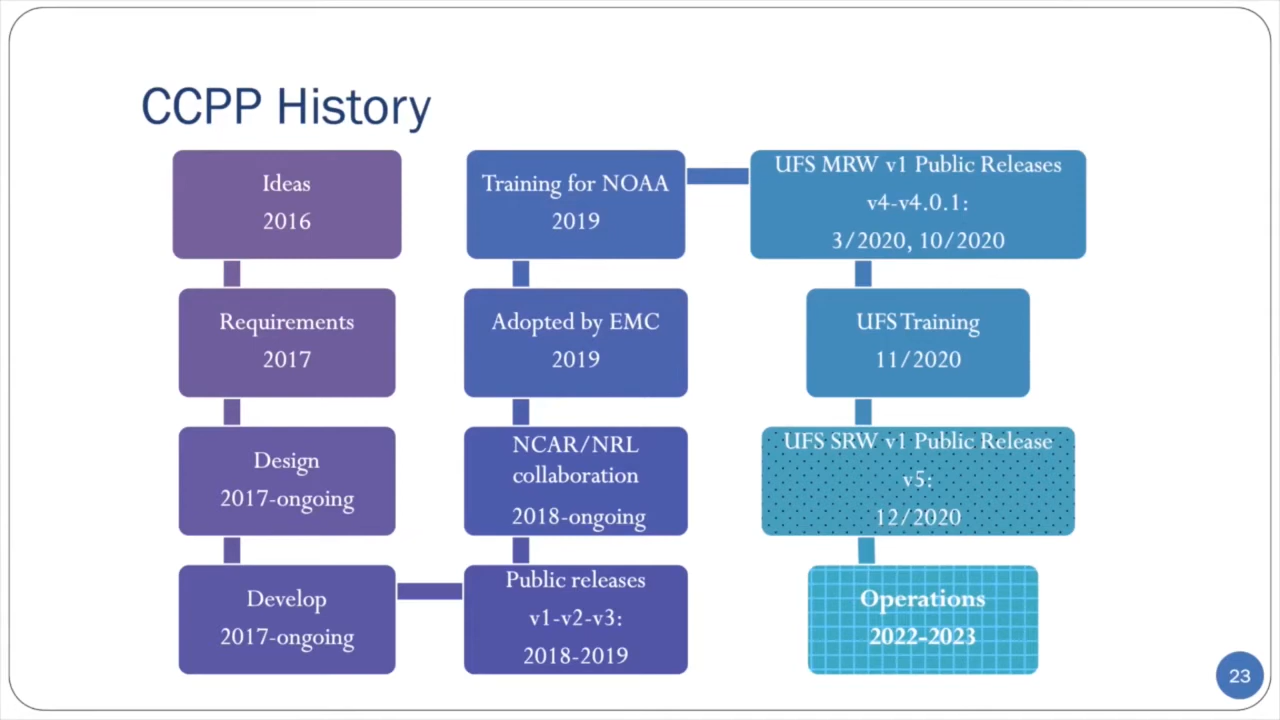 CCPP History
Ideas
2016
Requirements
2017
Design
2017-ongoing
Develop
2017-ongoing
Public releases
v1-v2-v3:
2018-2019
NCAR/NRL
collaboration
2018-ongoing
Adopted by EMC
2019
Training for NOAA
2019
UFS MRW v1 Public Releases
v4-v4.0.1:
3/2020, 10/2020
UFS Training
11/2020
UFS SRW v1 Public Release
v5:
12/2020
Operations
2022-2023
23